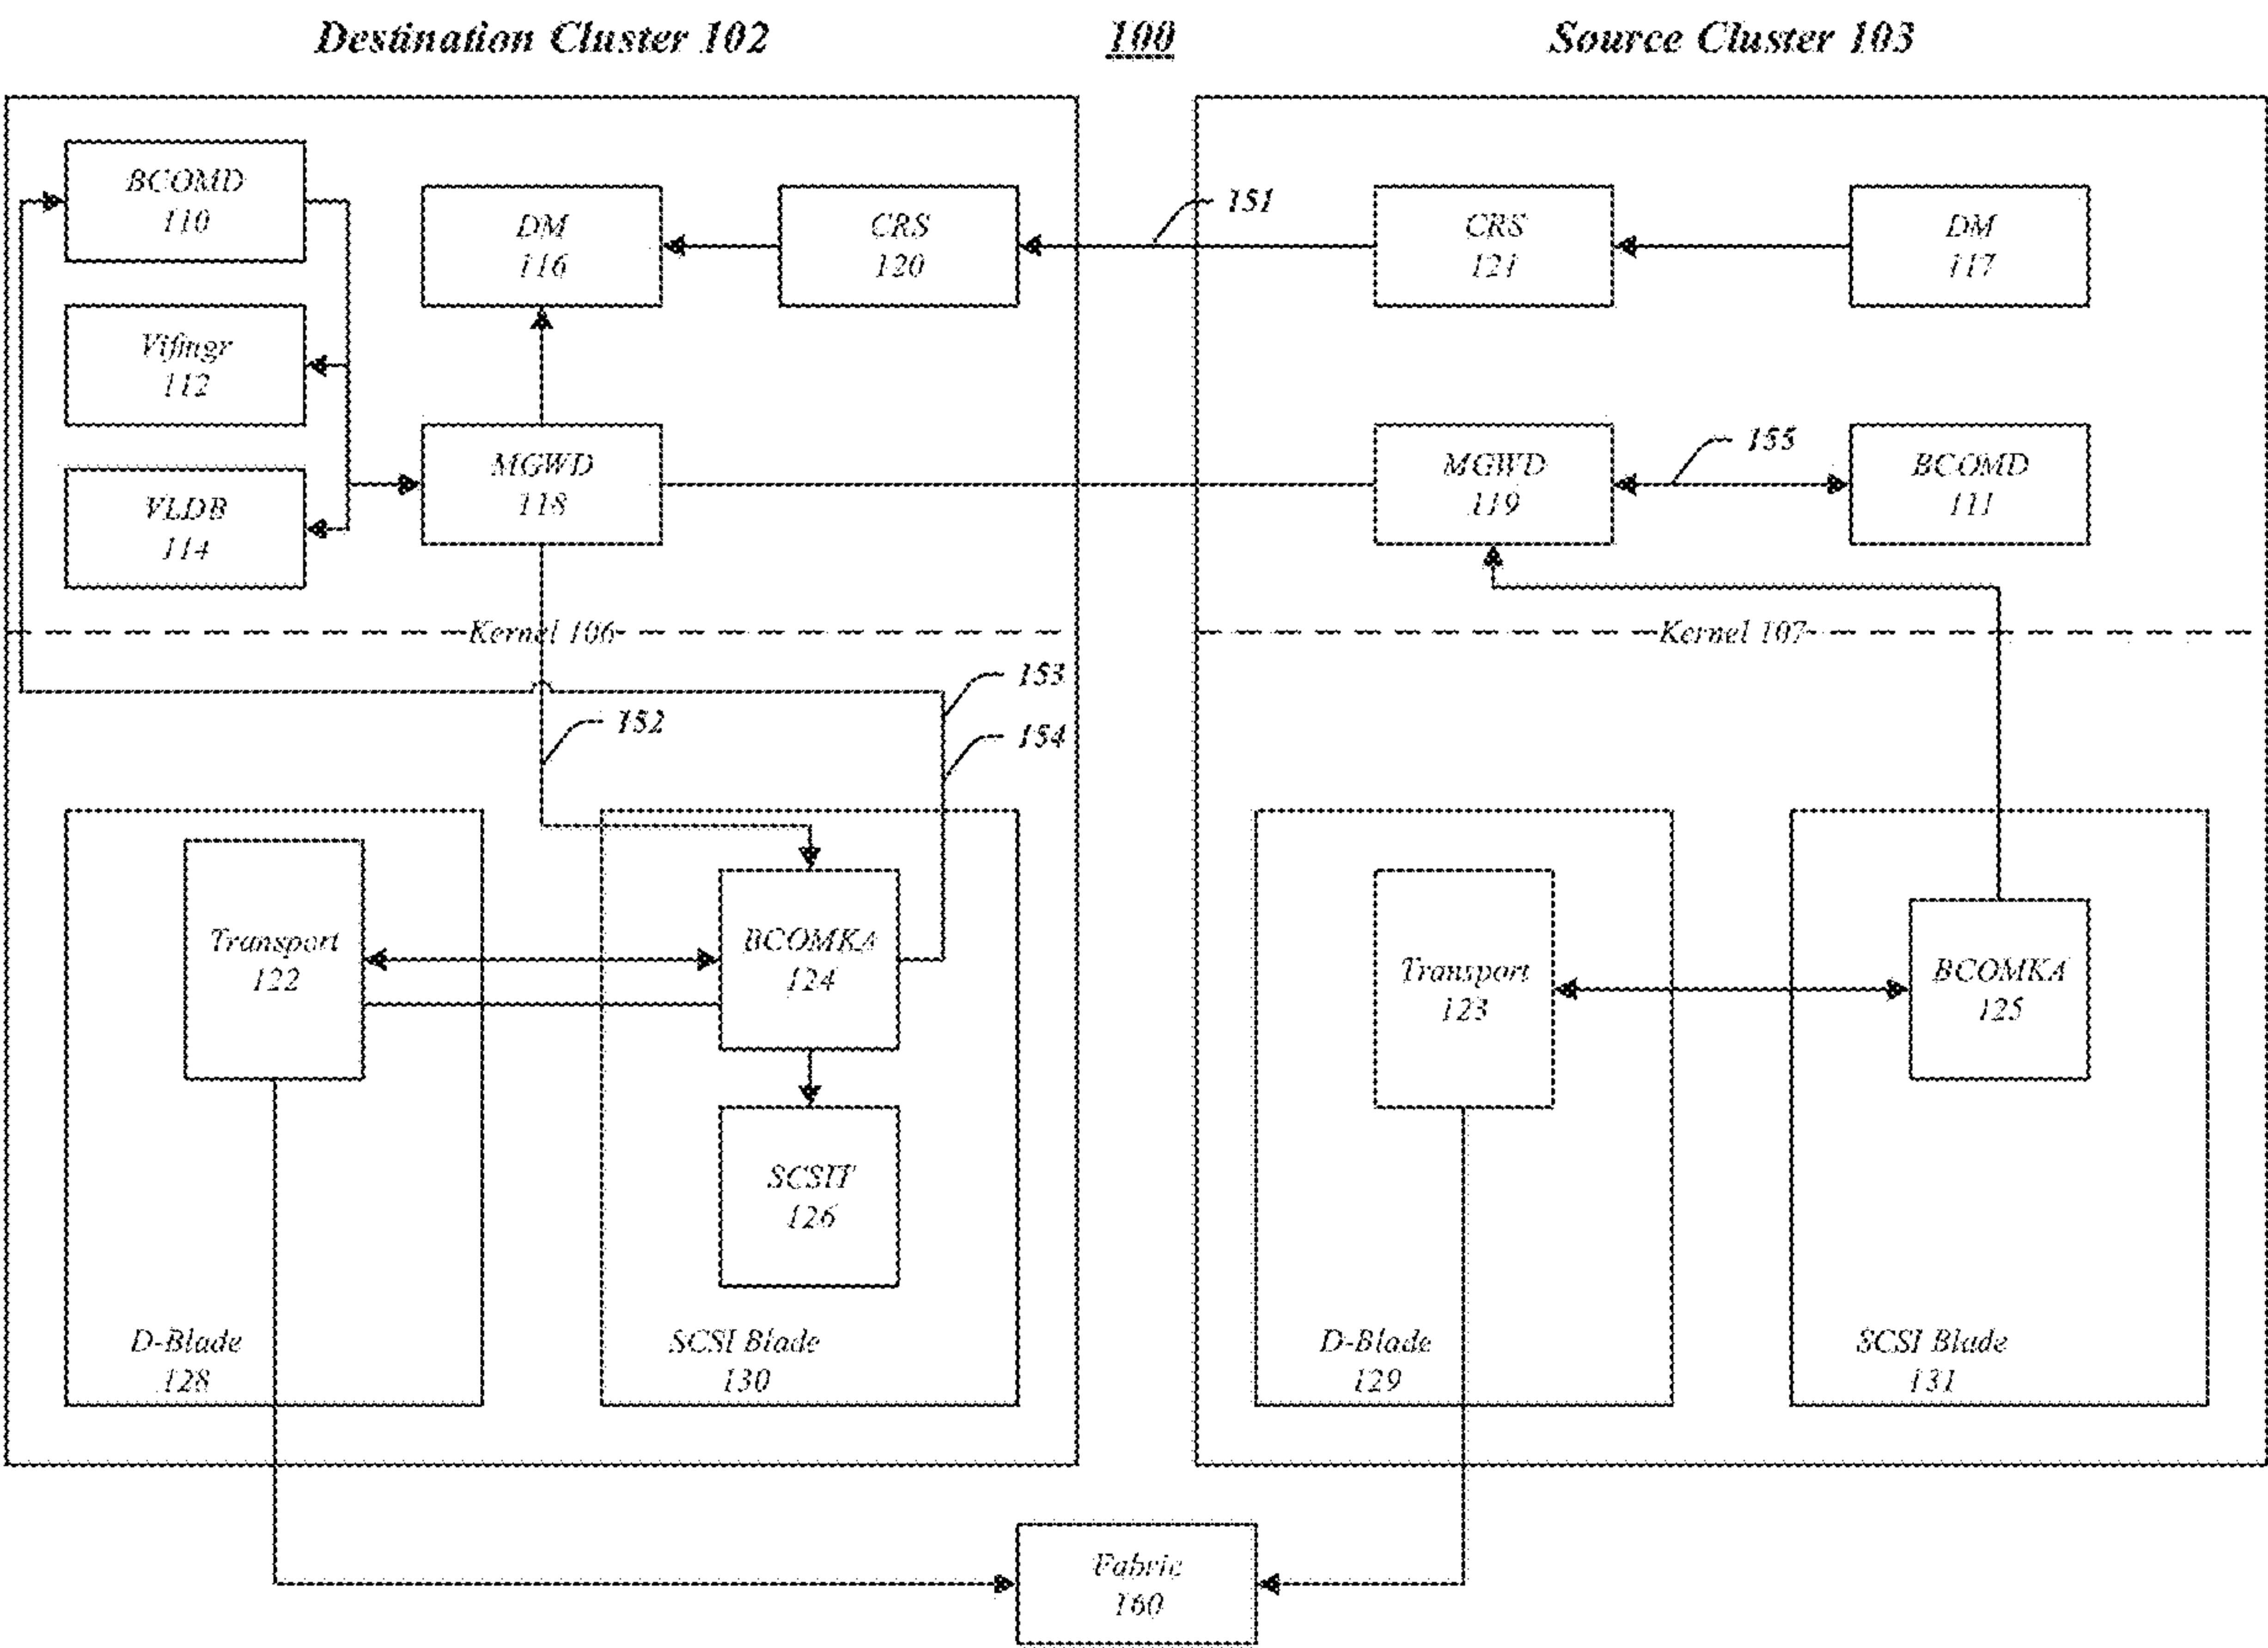 Destination Cluster 102
100
Source Cluster 103
BCOMD
110
DM
116
CRS
120
151
CRS
121
DM
117
Vifmgr
112
MGWD
118
MGWD
119
155
BCOMD
111
VLDB
114
Kernel 106
Kernel 107
153
152
154
Transport
122
BCOMKA
124
Transport
123
BCOMKA
125
SCSIT
126
D-Blade
128
SCSI Blade
130
D-Blade
129
SCSI Blade
131
Fabric
160